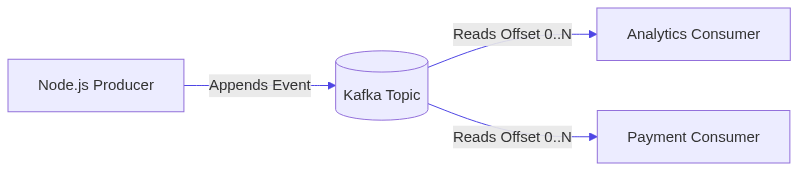 Node.js Producer
Appends Event
Kafka Topic
Reads Offset 0..N
Analytics Consumer
Reads Offset 0..N
Payment Consumer